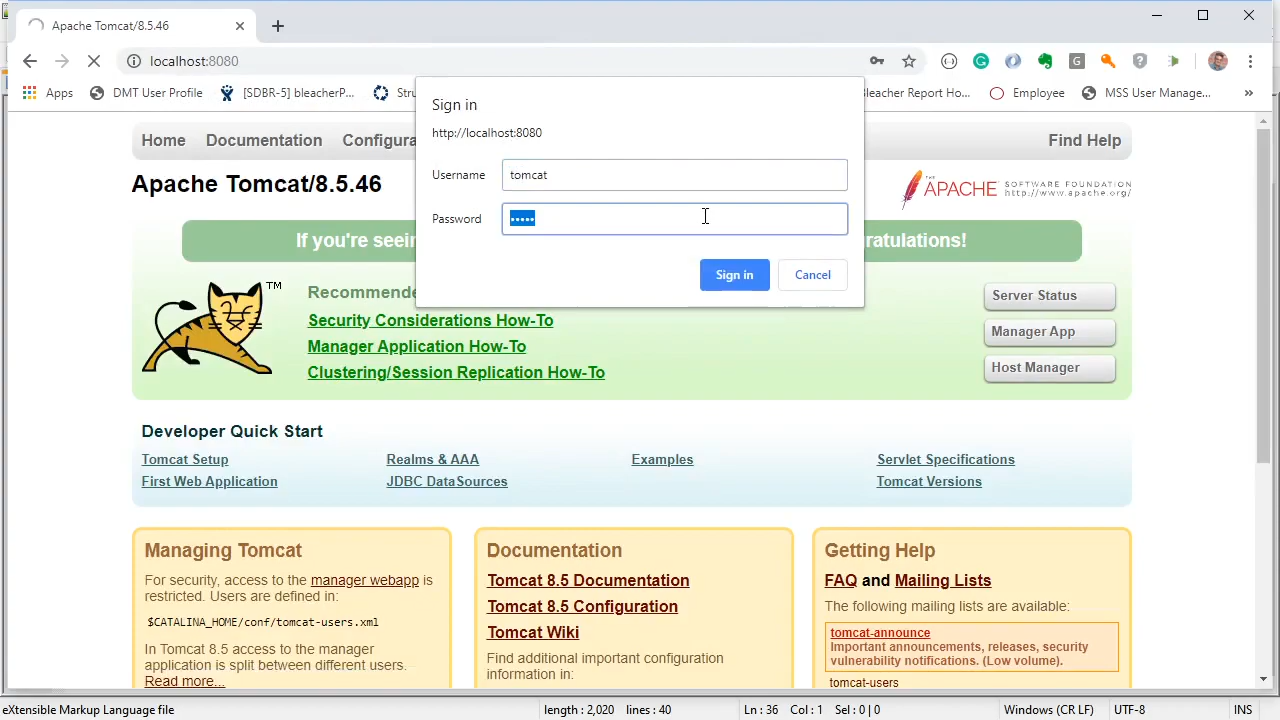 Apache Tomcat/8.5.46
localhost:8080
Apps DMT User Profile [SDBR-5] bleacherP... Stru
leacher Report Ho... Employee MSS User Manage... »
Sign in
http://localhost:8080
Username tomcat
Password •••••
Sign in Cancel
Home Documentation Configura Find Help
Apache Tomcat/8.5.46
THE APACHE SOFTWARE FOUNDATION
http://www.apache.org/
If you're seein
ratulations!
TM
Recommende
Security Considerations How-To
Manager Application How-To
Clustering/Session Replication How-To
Server Status
Manager App
Host Manager
Developer Quick Start
Tomcat Setup Realms & AAA Examples Servlet Specifications
First Web Application JDBC DataSources Tomcat Versions
Managing Tomcat
For security, access to the manager webapp is
restricted. Users are defined in:
$CATALINA_HOME/conf/tomcat-users.xml
In Tomcat 8.5 access to the manager
application is split between different users.
Read more...
Documentation
Tomcat 8.5 Documentation
Tomcat 8.5 Configuration
Tomcat Wiki
Find additional important configuration
information in:
Getting Help
FAQ and Mailing Lists
The following mailing lists are available:
tomcat-announce
Important announcements, releases, security
vulnerability notifications. (Low volume).
tomcat-users
eXtensible Markup Language file length : 2,020 lines : 40 Ln : 36 Col : 1 Sel : 0 | 0 Windows (CR LF) UTF-8 INS